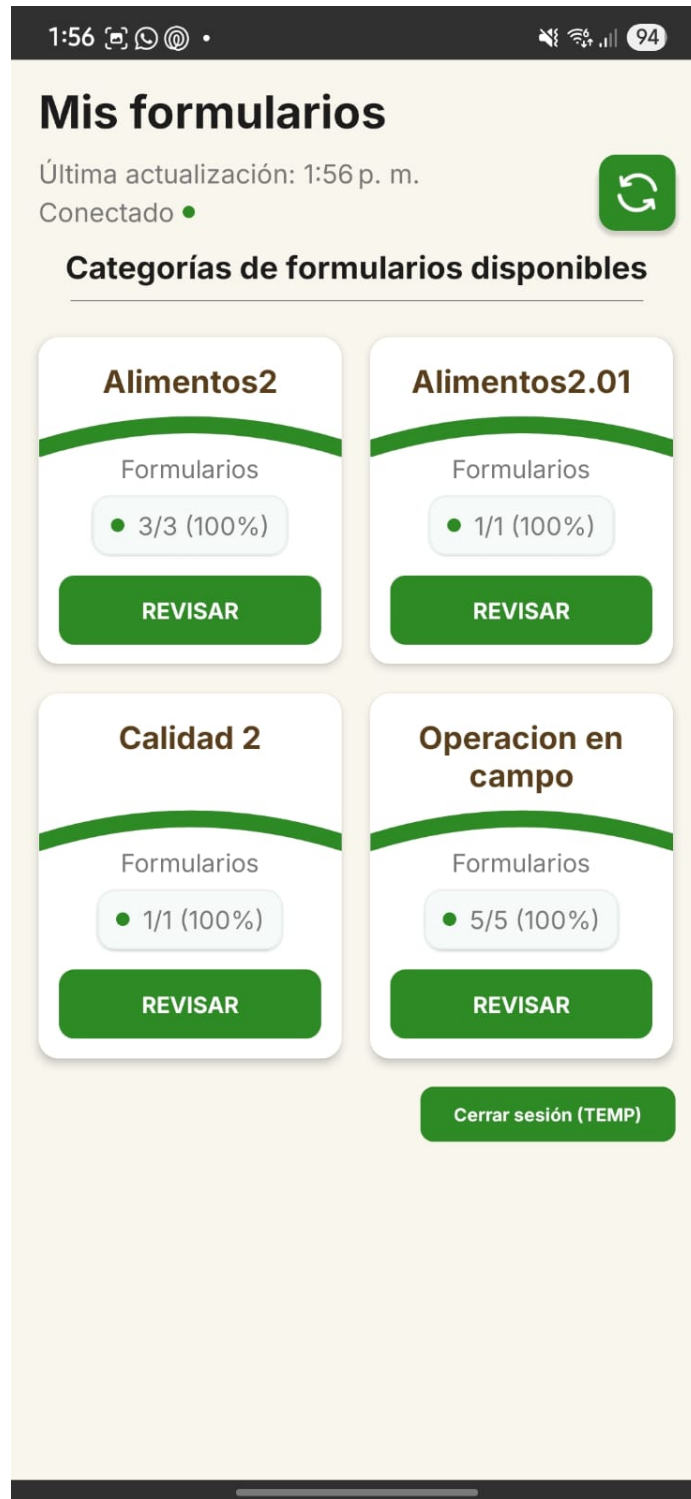 1:56
94
Mis formularios
Última actualización: 1:56 p. m.
Conectado
Categorías de formularios disponibles
Alimentos2
Formularios
3/3 (100%)
REVISAR
Alimentos2.01
Formularios
1/1 (100%)
REVISAR
Calidad 2
Formularios
1/1 (100%)
REVISAR
Operacion en
campo
Formularios
5/5 (100%)
REVISAR
Cerrar sesión (TEMP)